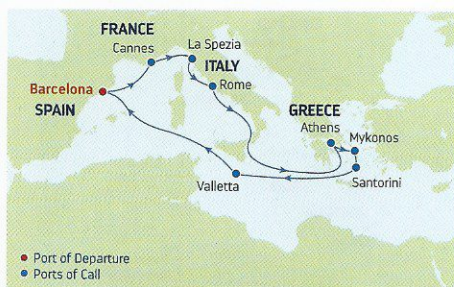 FRANCE
Cannes
La Spezia
ITALY
Rome
Barcelona
SPAIN
GREECE
Athens
Mykonos
Santorini
Valletta
Port of Departure
Ports of Call